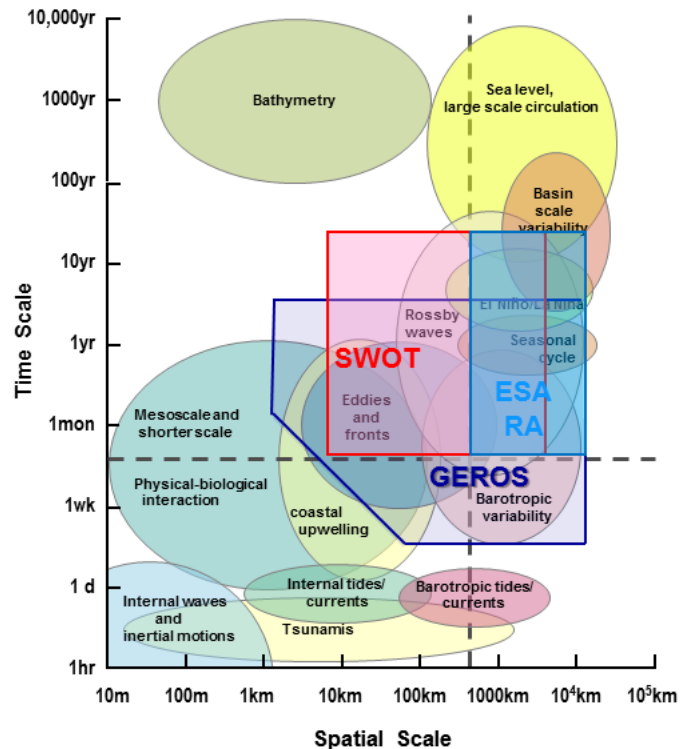 10,000yr
1000yr
100yr
10yr
1yr
1mon
1wk
1 d
1hr
Time Scale
Bathymetry
Sea level,
large scale circulation
Basin
scale
variability
El Niño/La Niña
Rossby
waves
Seasonal
cycle
SWOT
ESA
RA
Mesoscale and
shorter scale
Eddies and
fronts
GEROS
Physical-biological
interaction
Barotropic
variability
coastal
upwelling
Internal tides/
currents
Barotropic tides/
currents
Internal waves
and
inertial motions
Tsunamis
10m
100m
1km
10km
100km
1000km
10⁴km
10⁵km
Spatial Scale